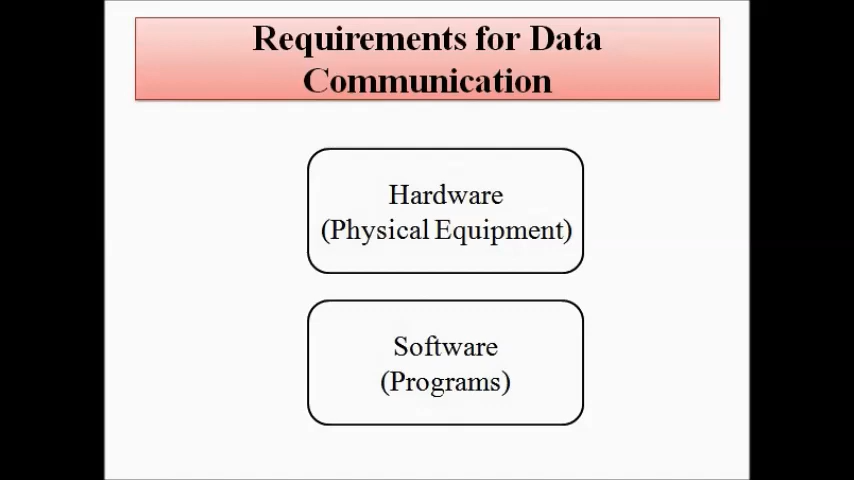 Requirements for Data
Communication
Hardware
(Physical Equipment)
Software
(Programs)